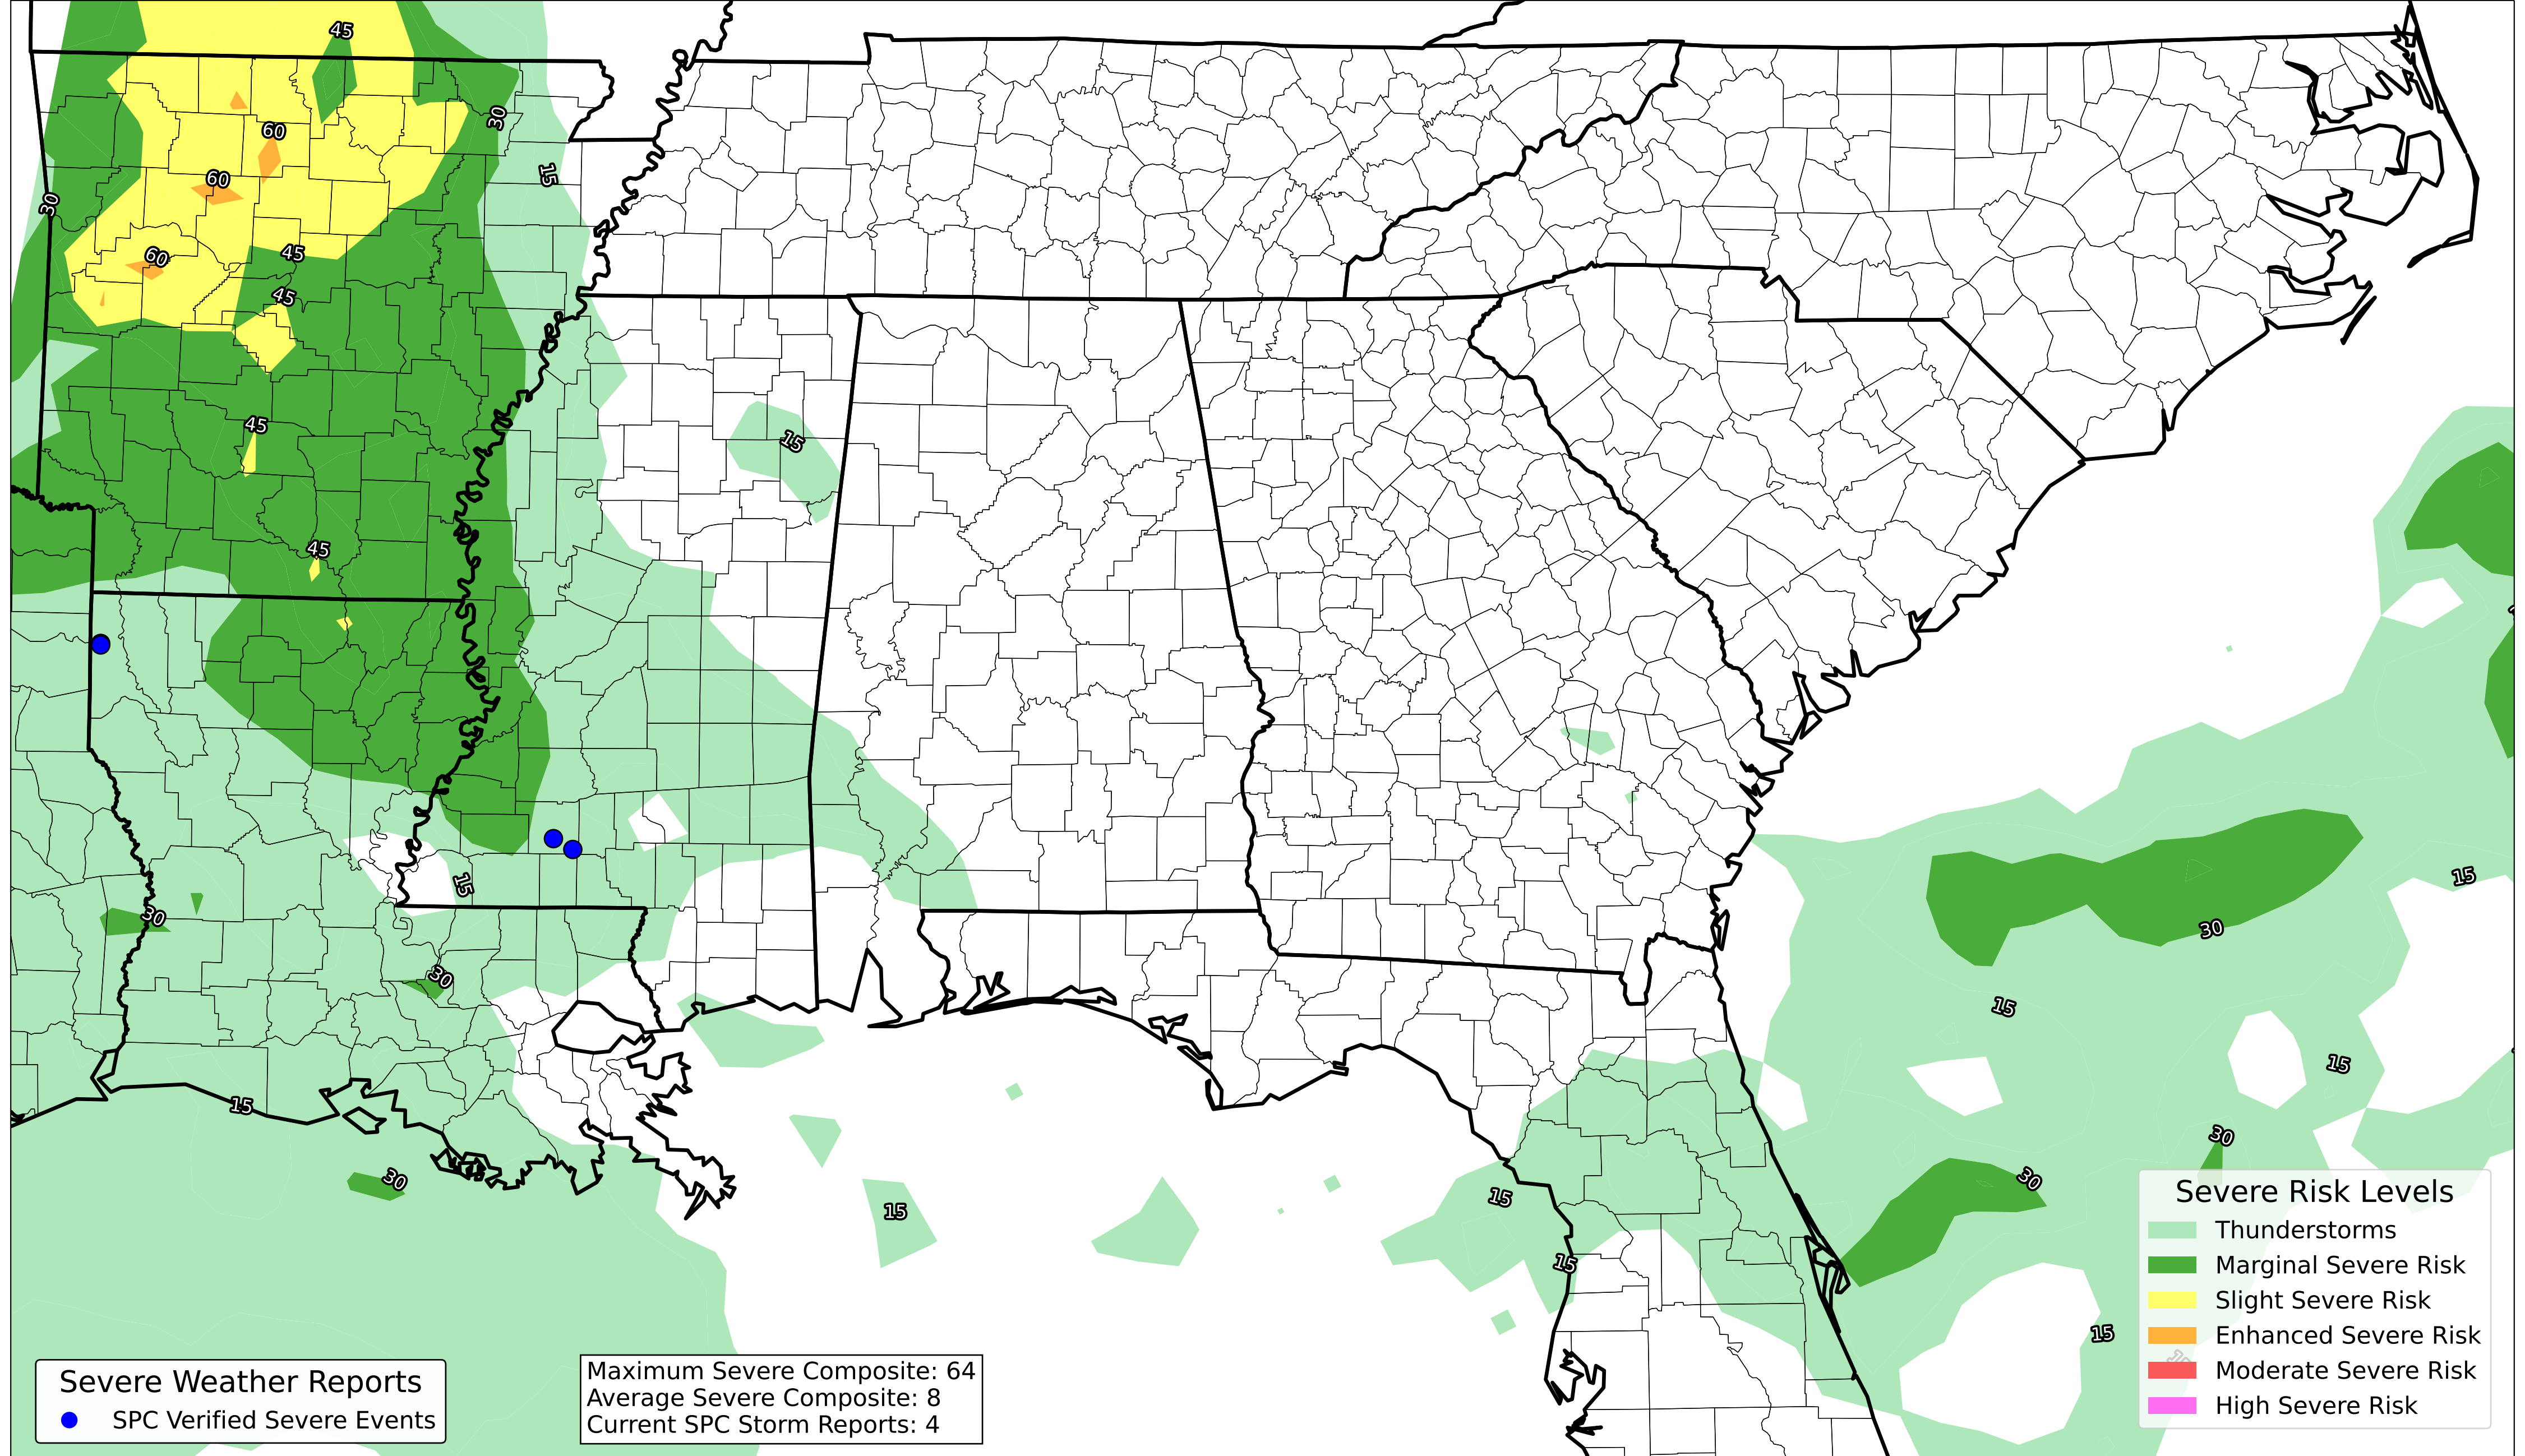 45
30
60
15
60
30
45
60
45
45
15
45
30
15
30
15
30
15
15
30
30
15
30
15
15
15
15
Severe Risk Levels
Thunderstorms
Marginal Severe Risk
Slight Severe Risk
Enhanced Severe Risk
Moderate Severe Risk
High Severe Risk
Severe Weather Reports
SPC Verified Severe Events
Maximum Severe Composite: 64
Average Severe Composite: 8
Current SPC Storm Reports: 4